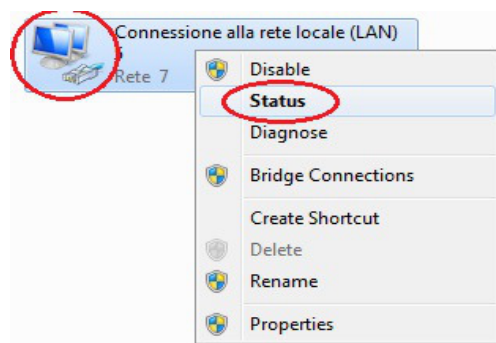 Connessione alla rete locale (LAN)
Rete 7
Disable
Status
Diagnose
Bridge Connections
Create Shortcut
Delete
Rename
Properties